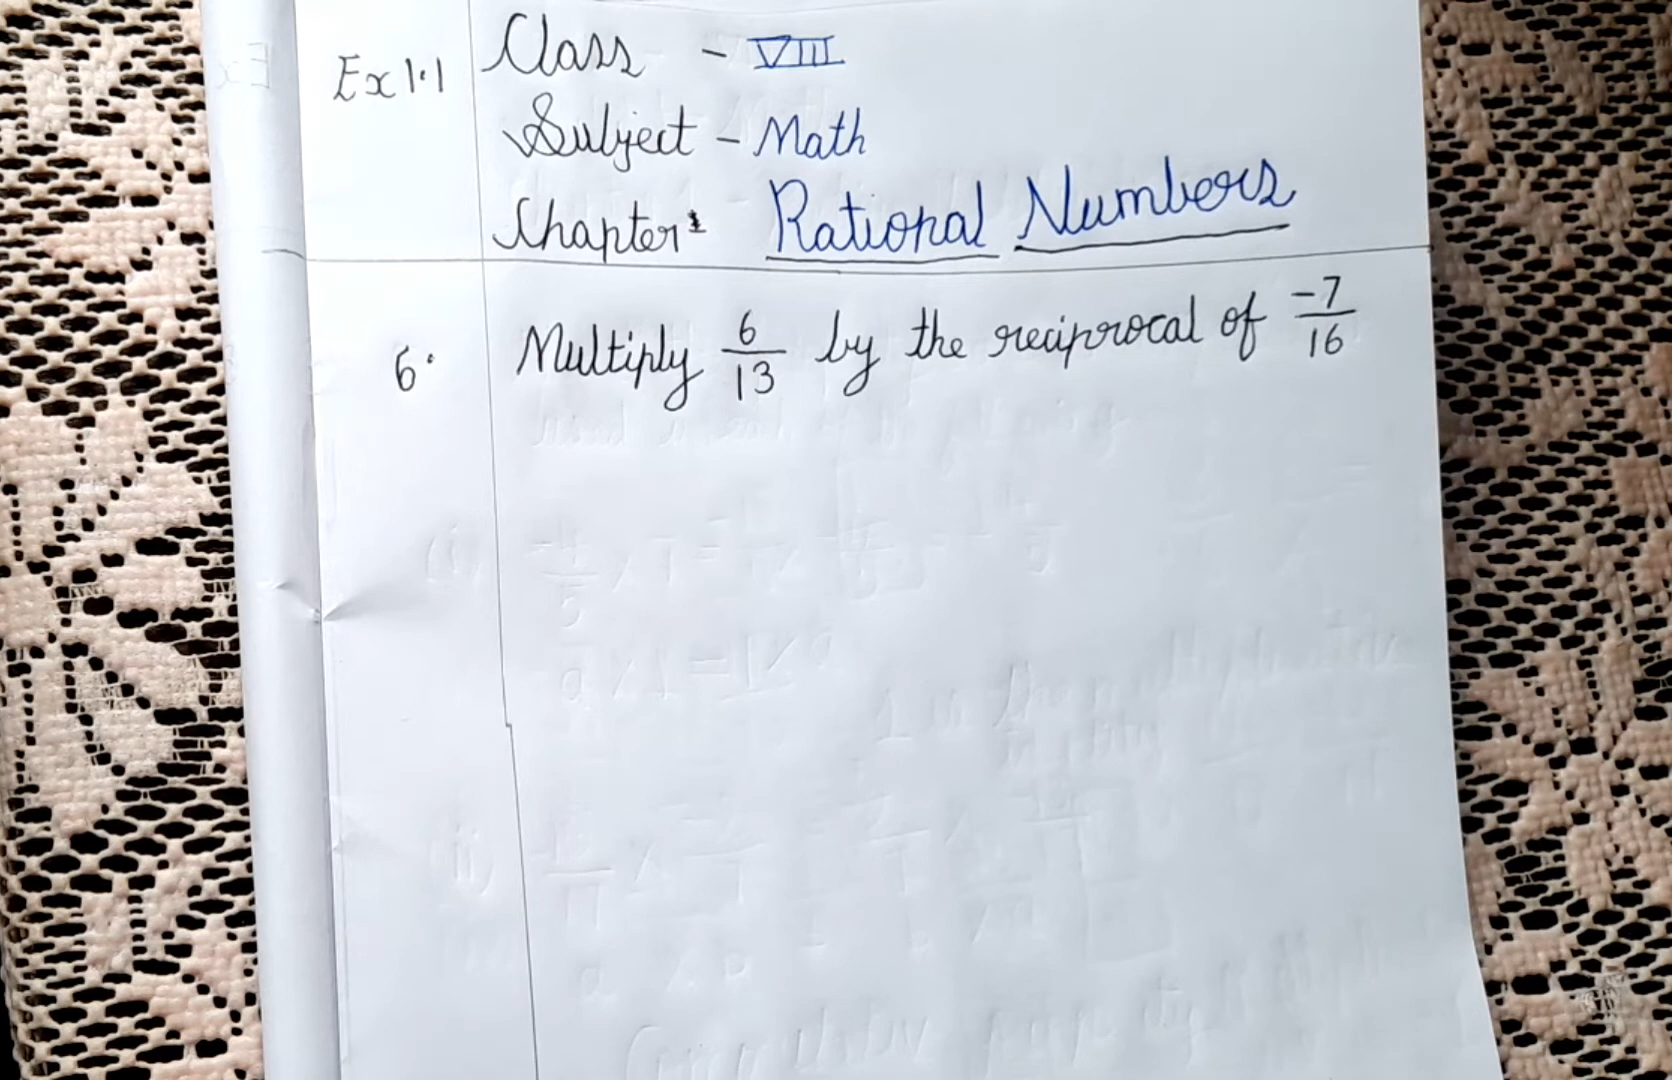 Ex 1.1
Class - VIII
Subject - Math
Chapter 1 Rational Numbers
6. Multiply 6/13 by the reciprocal of -7/16